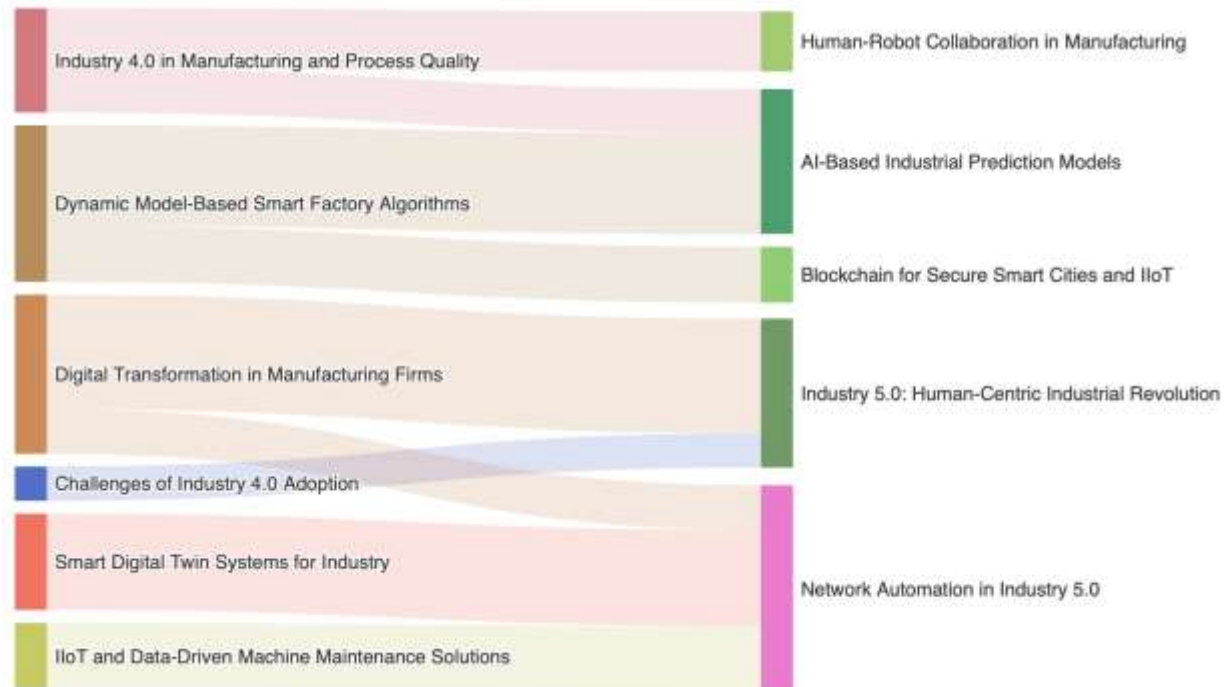 Industry 4.0 in Manufacturing and Process Quality
Dynamic Model-Based Smart Factory Algorithms
Digital Transformation in Manufacturing Firms
Challenges of Industry 4.0 Adoption
Smart Digital Twin Systems for Industry
IIoT and Data-Driven Machine Maintenance Solutions
Human-Robot Collaboration in Manufacturing
AI-Based Industrial Prediction Models
Blockchain for Secure Smart Cities and IIoT
Industry 5.0: Human-Centric Industrial Revolution
Network Automation in Industry 5.0